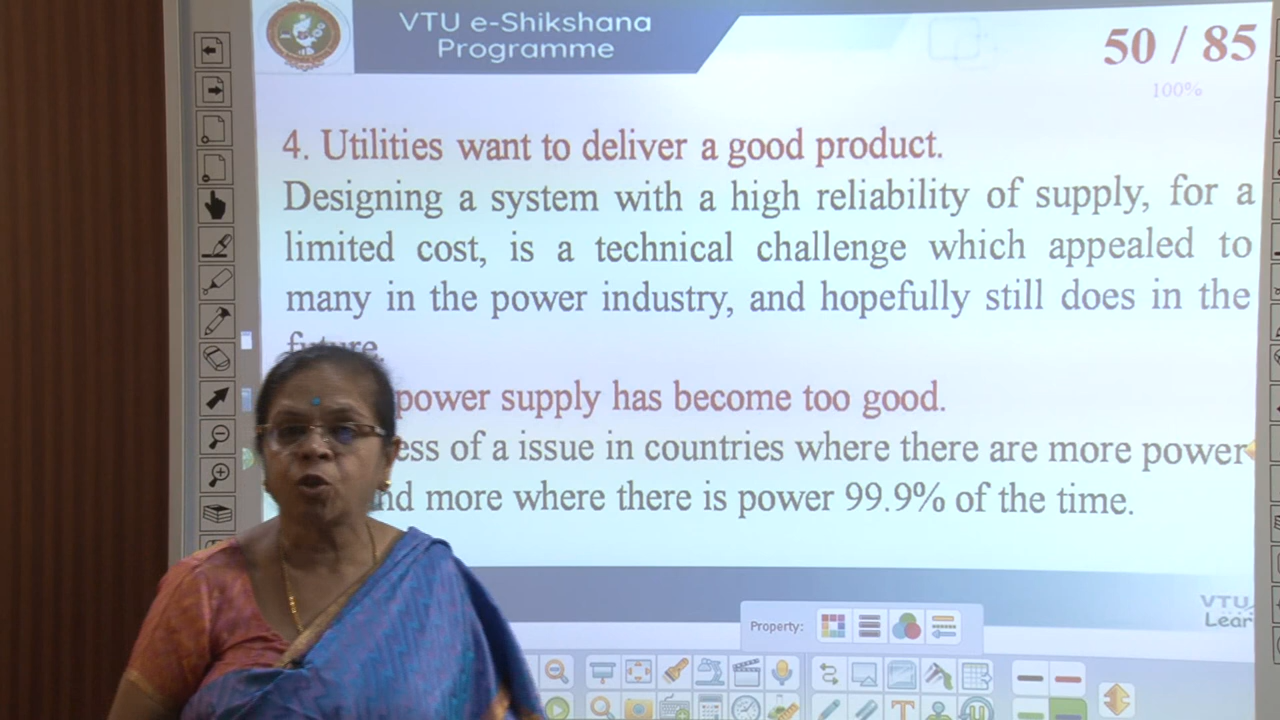 VTU e-Shikshana
Programme
50 / 85
100%
4. Utilities want to deliver a good product.
Designing a system with a high reliability of supply, for a
limited cost, is a technical challenge which appealed to
many in the power industry, and hopefully still does in the
future.
power supply has become too good.
of a issue in countries where there are more power
more where there is power 99.9% of the time.
VTU
Property: